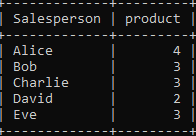 Salesperson | product
Alice | 4
Bob | 3
Charlie | 3
David | 2
Eve | 3